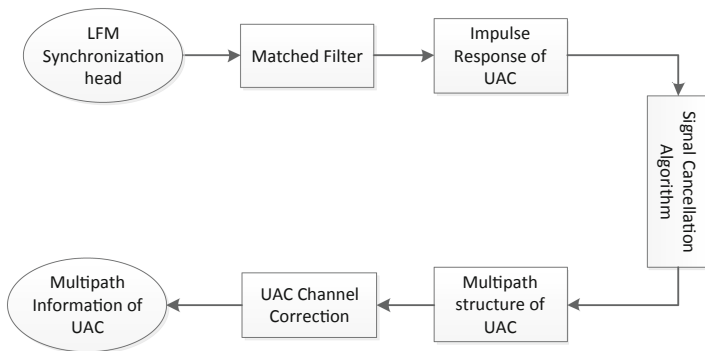 LFM
Synchronization
head
Matched Filter
Impulse
Response of
UAC
Signal Cancellation
Algorithm
Multipath
structure of
UAC
UAC Channel
Correction
Multipath
Information of
UAC